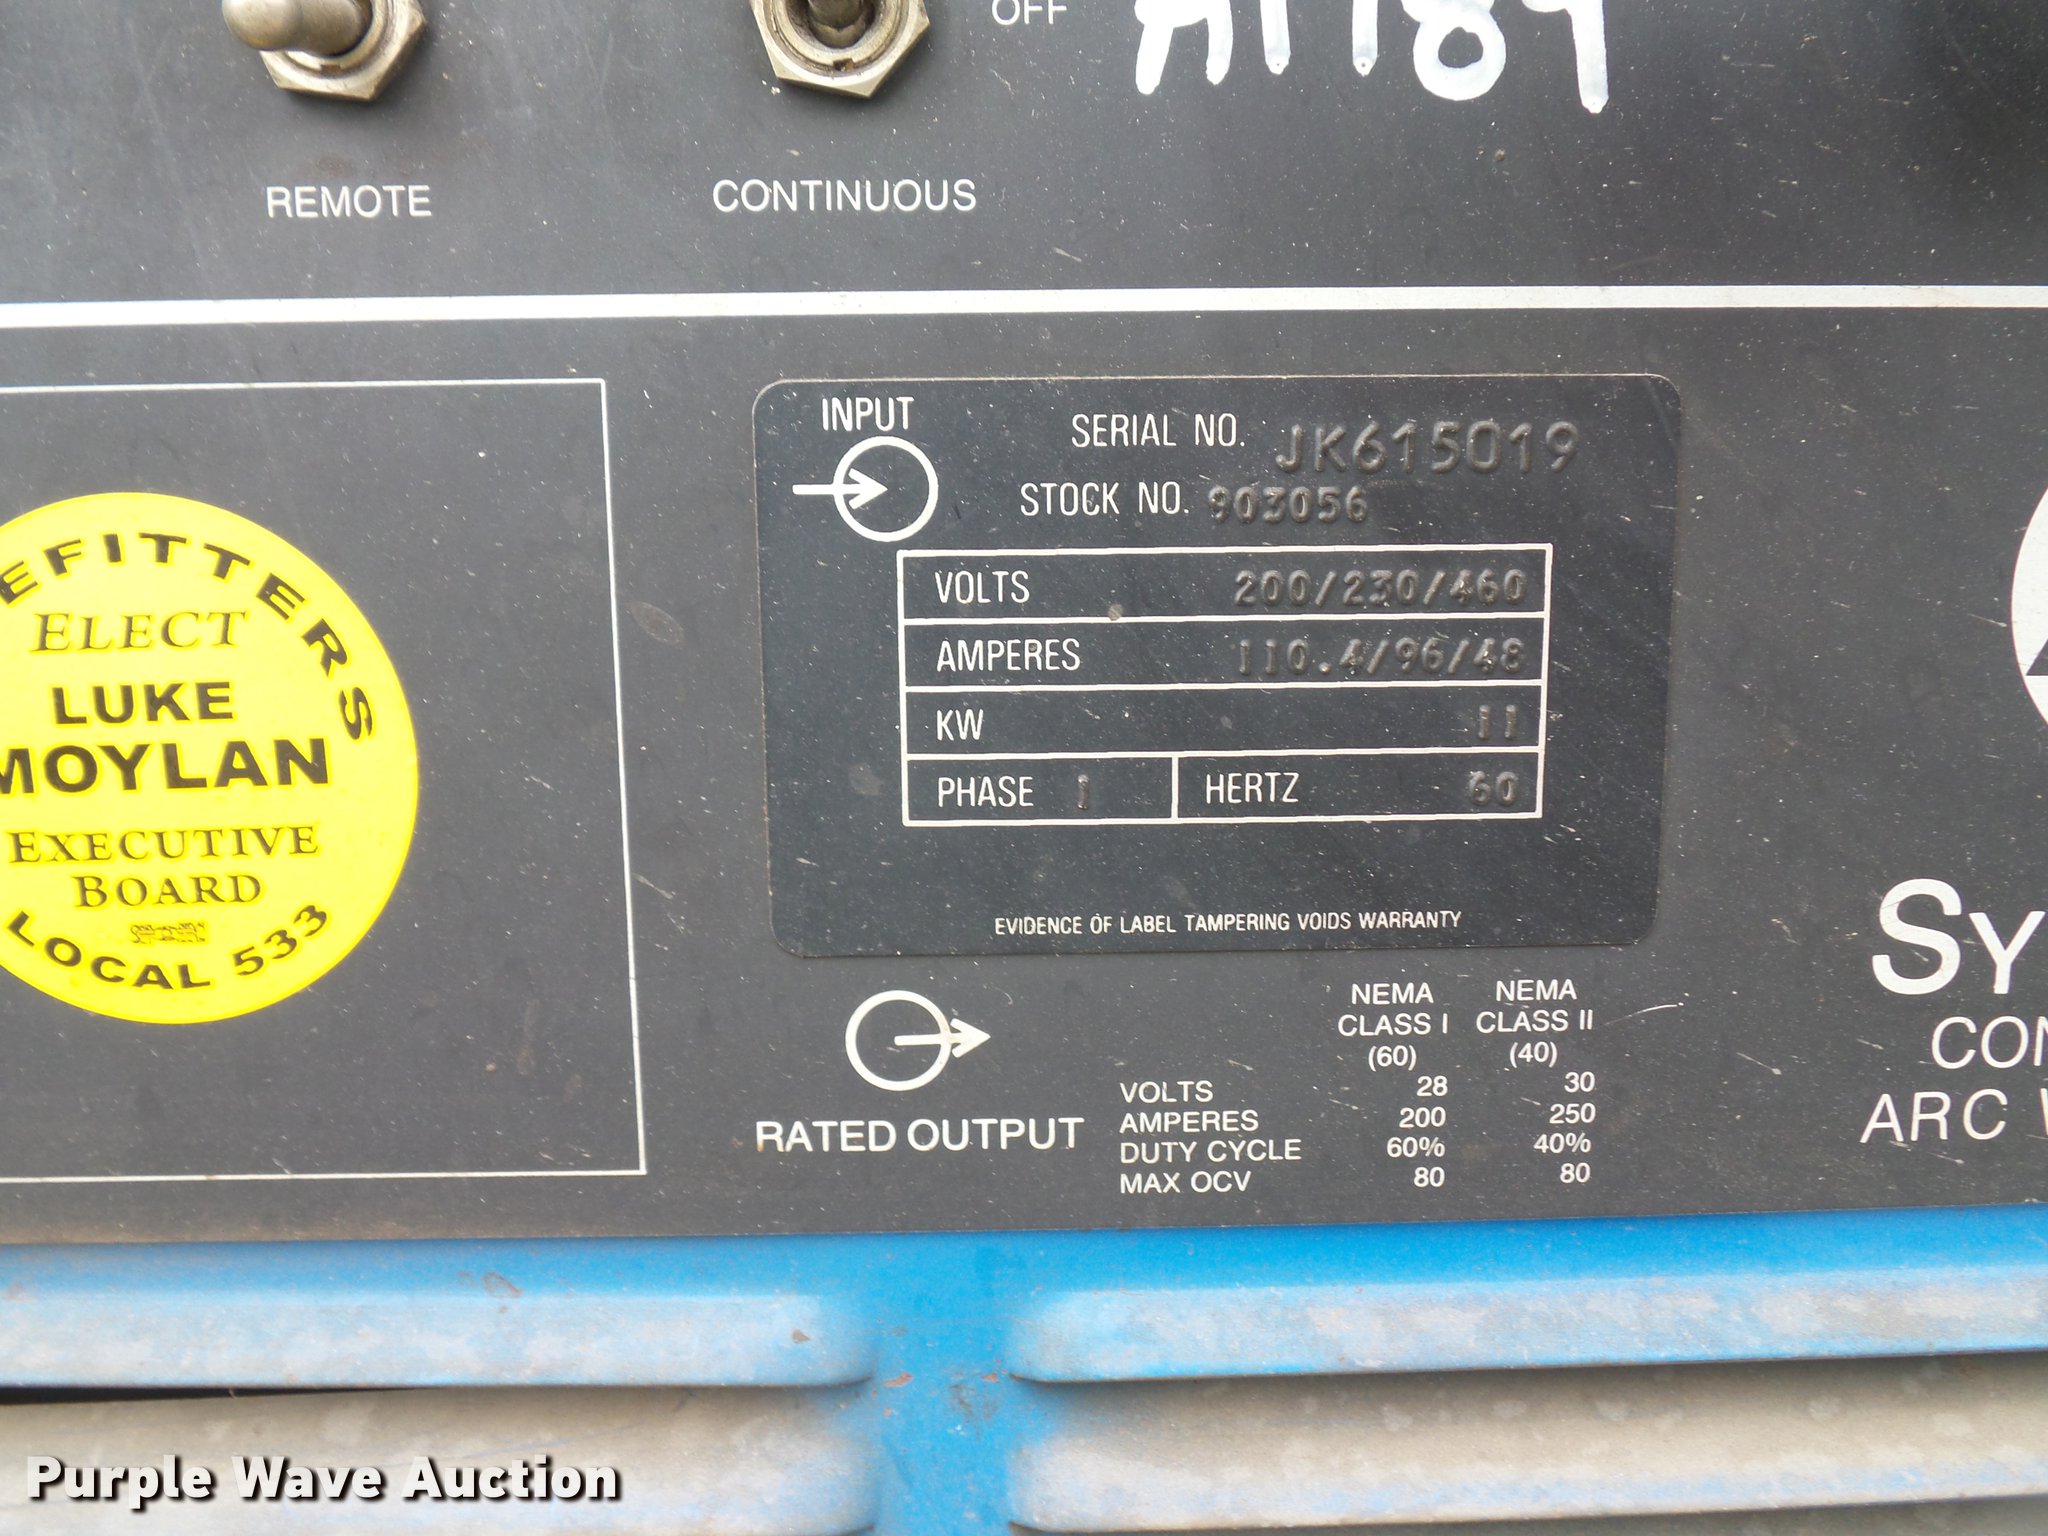 OFF
REMOTE
CONTINUOUS
INPUT
SERIAL NO. JK615019
STOCK NO. 903056
VOLTS 200/230/460
AMPERES 110.4/96/48
KW 11
PHASE 1 HERTZ 60
EVIDENCE OF LABEL TAMPERING VOIDS WARRANTY
ELECT
LUKE
MOYLAN
EXECUTIVE
BOARD
LOCAL 533
RATED OUTPUT
NEMA NEMA
CLASS I CLASS II
(60) (40)
VOLTS 28 30
AMPERES 200 250
DUTY CYCLE 60% 40%
MAX OCV 80 80
ARC
Purple Wave Auction